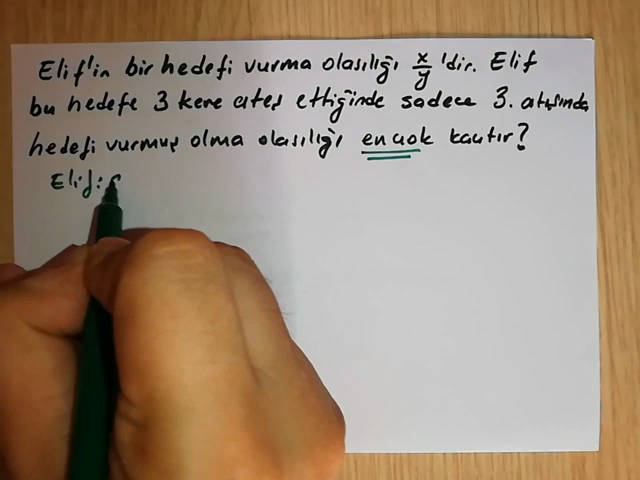 Elif'in bir hedefi vurma olasılığı x/y 'dir. Elif
bu hedefe 3 kere ateş ettiğinde sadece 3. atışında
hedefi vurmuş olma olasılığı en çok kaçtır?
Elif: